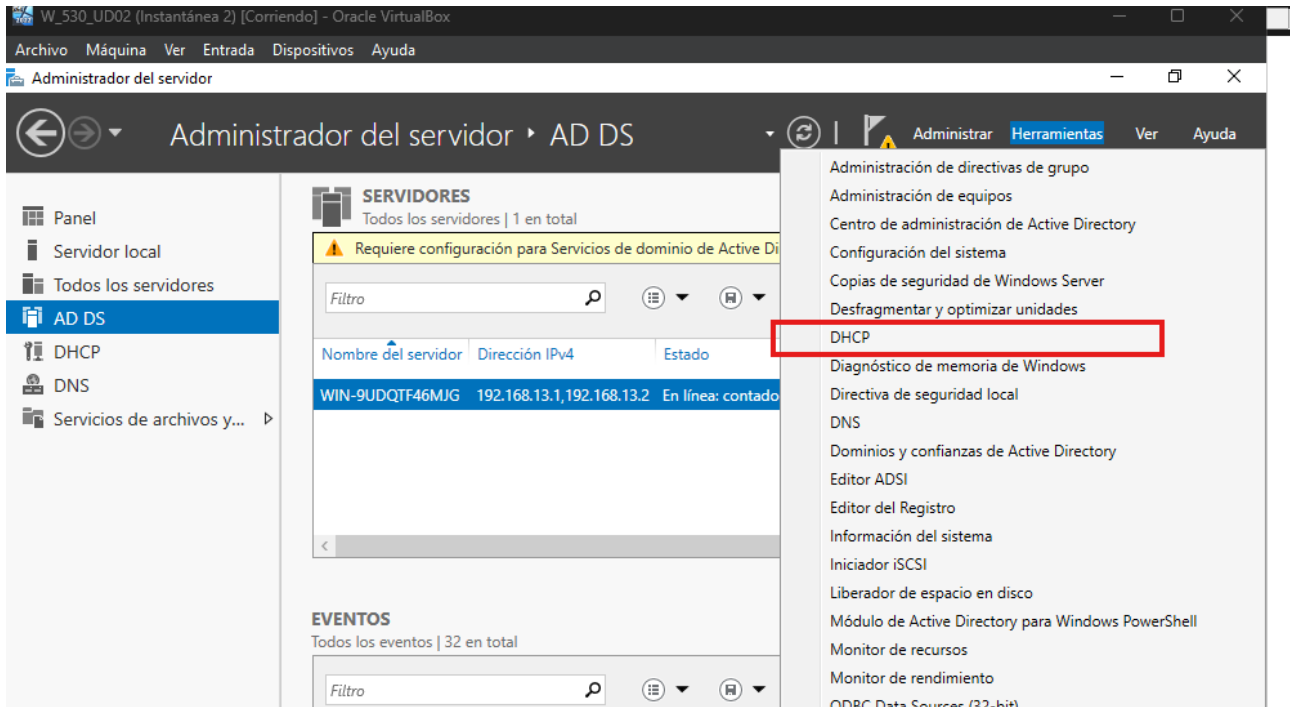 W_530_UD02 (Instantánea 2) [Corriendo] - Oracle VirtualBox
Archivo Máquina Ver Entrada Dispositivos Ayuda
Administrador del servidor
Administrador del servidor ‣ AD DS
Administrar Herramientas Ver Ayuda
Panel
Servidor local
Todos los servidores
AD DS
DHCP
DNS
Servicios de archivos y...
SERVIDORES
Todos los servidores | 1 en total
Requiere configuración para Servicios de dominio de Active Di
Filtro
Nombre del servidor Dirección IPv4 Estado
WIN-9UDQTF46MJG 192.168.13.1,192.168.13.2 En línea: contado
EVENTOS
Todos los eventos | 32 en total
Filtro
Administración de directivas de grupo
Administración de equipos
Centro de administración de Active Directory
Configuración del sistema
Copias de seguridad de Windows Server
Desfragmentar y optimizar unidades
DHCP
Diagnóstico de memoria de Windows
Directiva de seguridad local
DNS
Dominios y confianzas de Active Directory
Editor ADSI
Editor del Registro
Información del sistema
Iniciador iSCSI
Liberador de espacio en disco
Módulo de Active Directory para Windows PowerShell
Monitor de recursos
Monitor de rendimiento
ODBC Data Sources (32-bit)